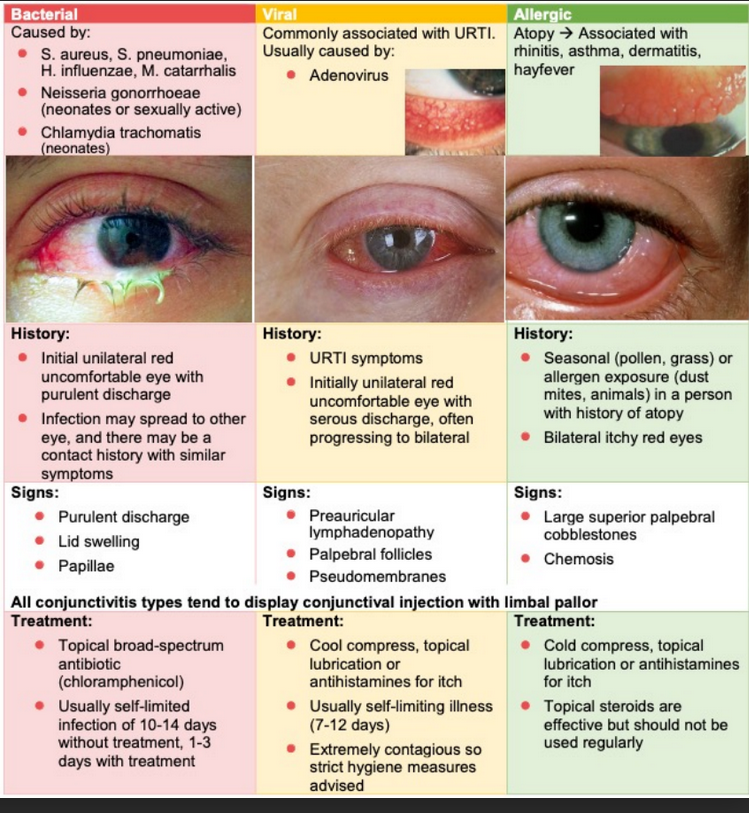 Bacterial
Caused by:
S. aureus, S. pneumoniae,
H. influenzae, M. catarrhalis
Neisseria gonorrhoeae
(neonates or sexually active)
Chlamydia trachomatis
(neonates)
Viral
Commonly associated with URTI.
Usually caused by:
Adenovirus
Allergic
Atopy → Associated with
rhinitis, asthma, dermatitis,
hayfever
History:
Initial unilateral red
uncomfortable eye with
purulent discharge
Infection may spread to other
eye, and there may be a
contact history with similar
symptoms
History:
URTI symptoms
Initially unilateral red
uncomfortable eye with
serous discharge, often
progressing to bilateral
History:
Seasonal (pollen, grass) or
allergen exposure (dust
mites, animals) in a person
with history of atopy
Bilateral itchy red eyes
Signs:
Purulent discharge
Lid swelling
Papillae
Signs:
Preauricular
lymphadenopathy
Palpebral follicles
Pseudomembranes
Signs:
Large superior palpebral
cobblestones
Chemosis
All conjunctivitis types tend to display conjunctival injection with limbal pallor
Treatment:
Topical broad-spectrum
antibiotic
(chloramphenicol)
Usually self-limited
infection of 10-14 days
without treatment, 1-3
days with treatment
Treatment:
Cool compress, topical
lubrication or
antihistamines for itch
Usually self-limiting illness
(7-12 days)
Extremely contagious so
strict hygiene measures
advised
Treatment:
Cold compress, topical
lubrication or antihistamines
for itch
Topical steroids are
effective but should not be
used regularly